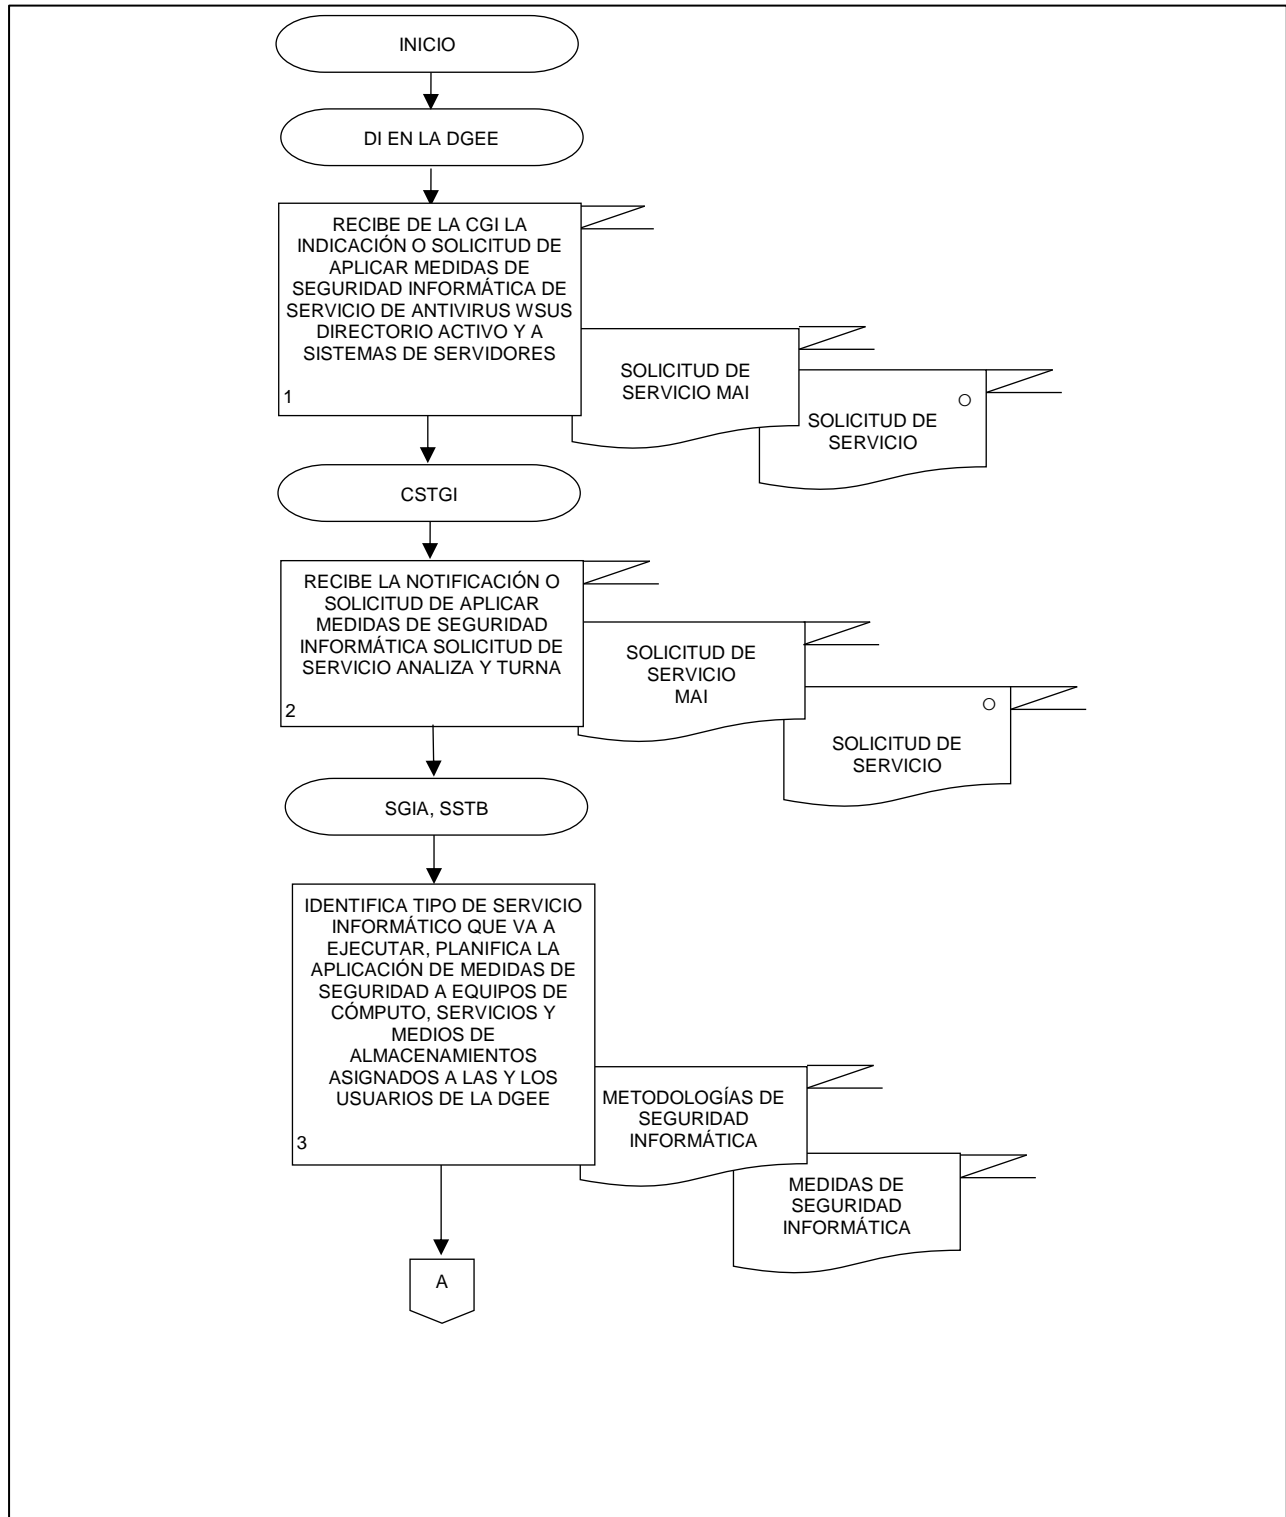 INICIO
DI EN LA DGEE
RECIBE DE LA CGI LA
INDICACIÓN O SOLICITUD DE
APLICAR MEDIDAS DE
SEGURIDAD INFORMÁTICA DE
SERVICIO DE ANTIVIRUS WSUS
DIRECTORIO ACTIVO Y A
SISTEMAS DE SERVIDORES
1
SOLICITUD DE
SERVICIO MAI
O
SOLICITUD DE
SERVICIO
CSTGI
RECIBE LA NOTIFICACIÓN O
SOLICITUD DE APLICAR
MEDIDAS DE SEGURIDAD
INFORMÁTICA SOLICITUD DE
SERVICIO ANALIZA Y TURNA
2
SOLICITUD DE
SERVICIO
MAI
O
SOLICITUD DE
SERVICIO
SGIA, SSTB
IDENTIFICA TIPO DE SERVICIO
INFORMÁTICO QUE VA A
EJECUTAR, PLANIFICA LA
APLICACIÓN DE MEDIDAS DE
SEGURIDAD A EQUIPOS DE
CÓMPUTO, SERVICIOS Y
MEDIOS DE
ALMACENAMIENTOS
ASIGNADOS A LAS Y LOS
USUARIOS DE LA DGEE
3
METODOLOGÍAS DE
SEGURIDAD
INFORMÁTICA
MEDIDAS DE
SEGURIDAD
INFORMÁTICA
A